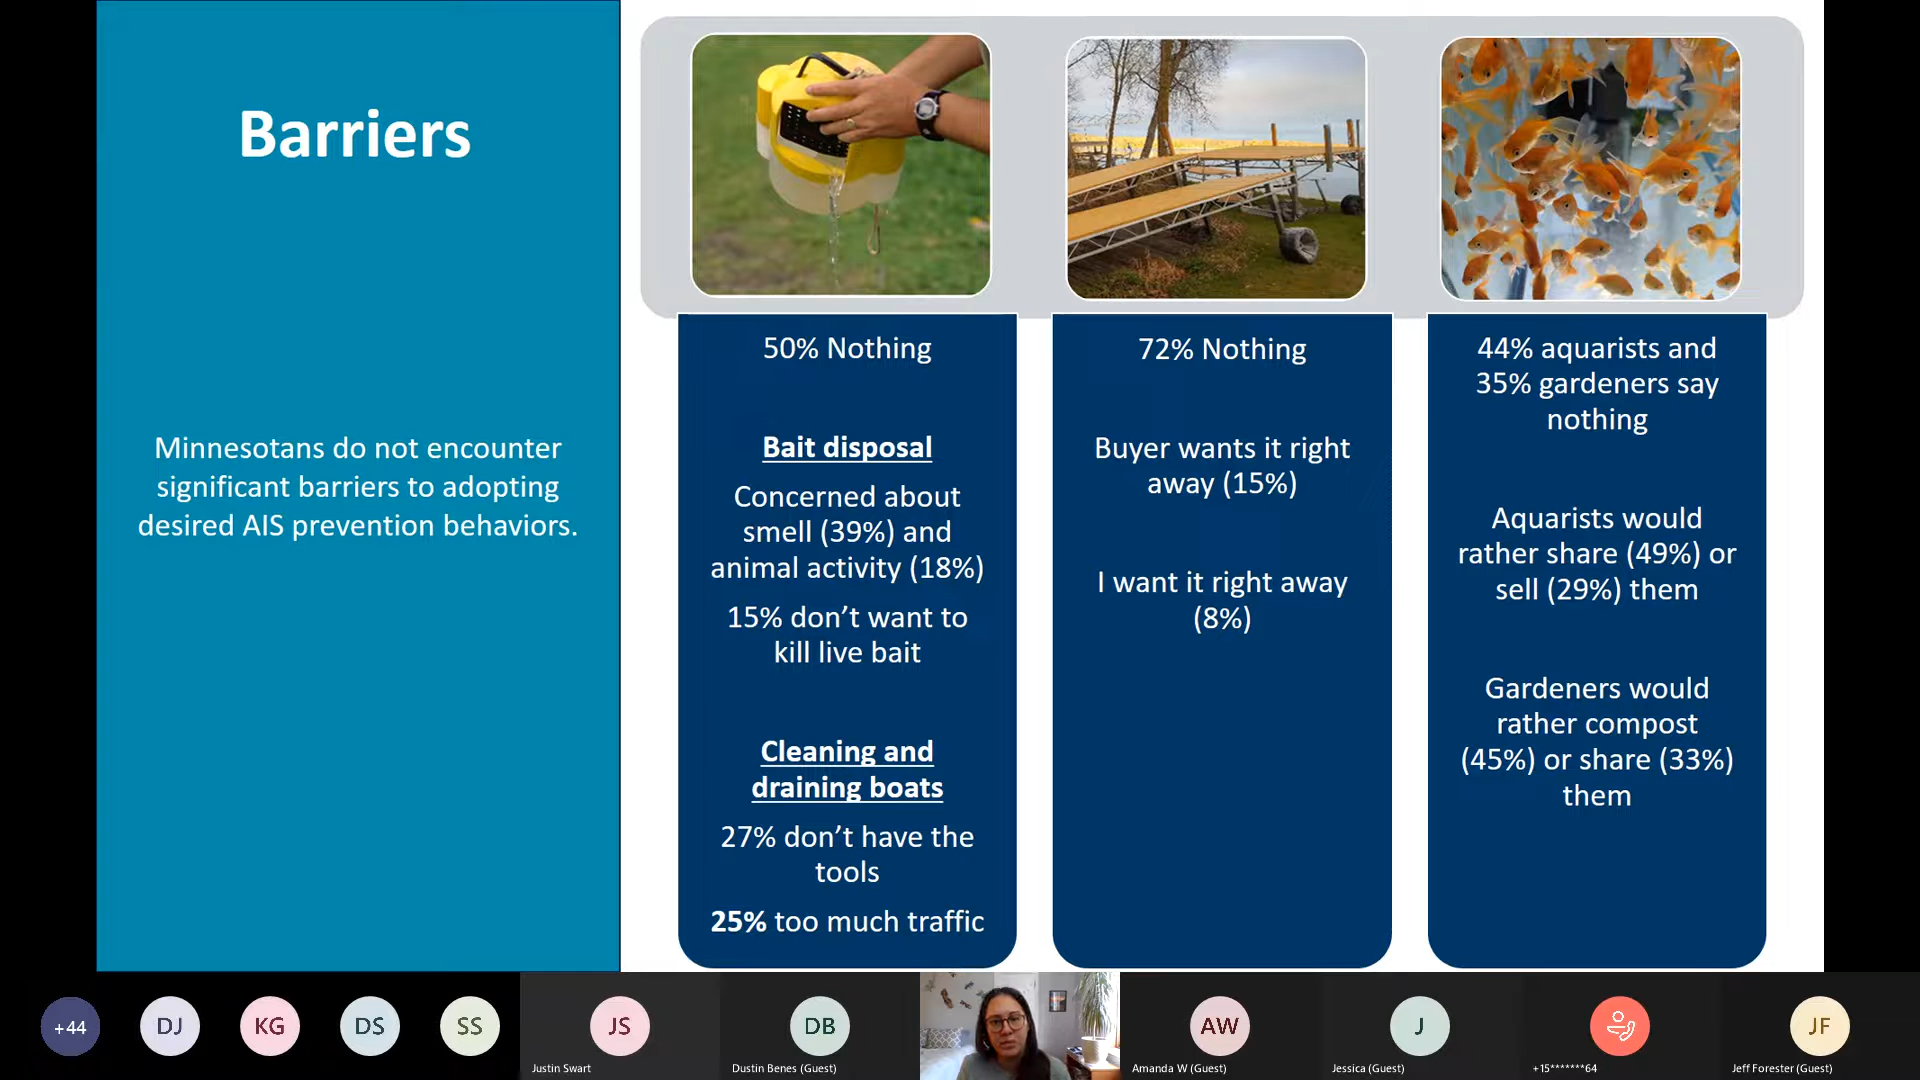 Barriers
Minnesotans do not encounter
significant barriers to adopting
desired AIS prevention behaviors.
50% Nothing
Bait disposal
Concerned about
smell (39%) and
animal activity (18%)
15% don’t want to
kill live bait
Cleaning and
draining boats
27% don’t have the
tools
25% too much traffic
72% Nothing
Buyer wants it right
away (15%)
I want it right away
(8%)
44% aquarists and
35% gardeners say
nothing
Aquarists would
rather share (49%) or
sell (29%) them
Gardeners would
rather compost
(45%) or share (33%)
them
+44
DJ
KG
DS
SS
JS
Justin Swart
DB
Dustin Benes (Guest)
AW
Amanda W (Guest)
J
Jessica (Guest)
+15*******64
JF
Jeff Forester (Guest)